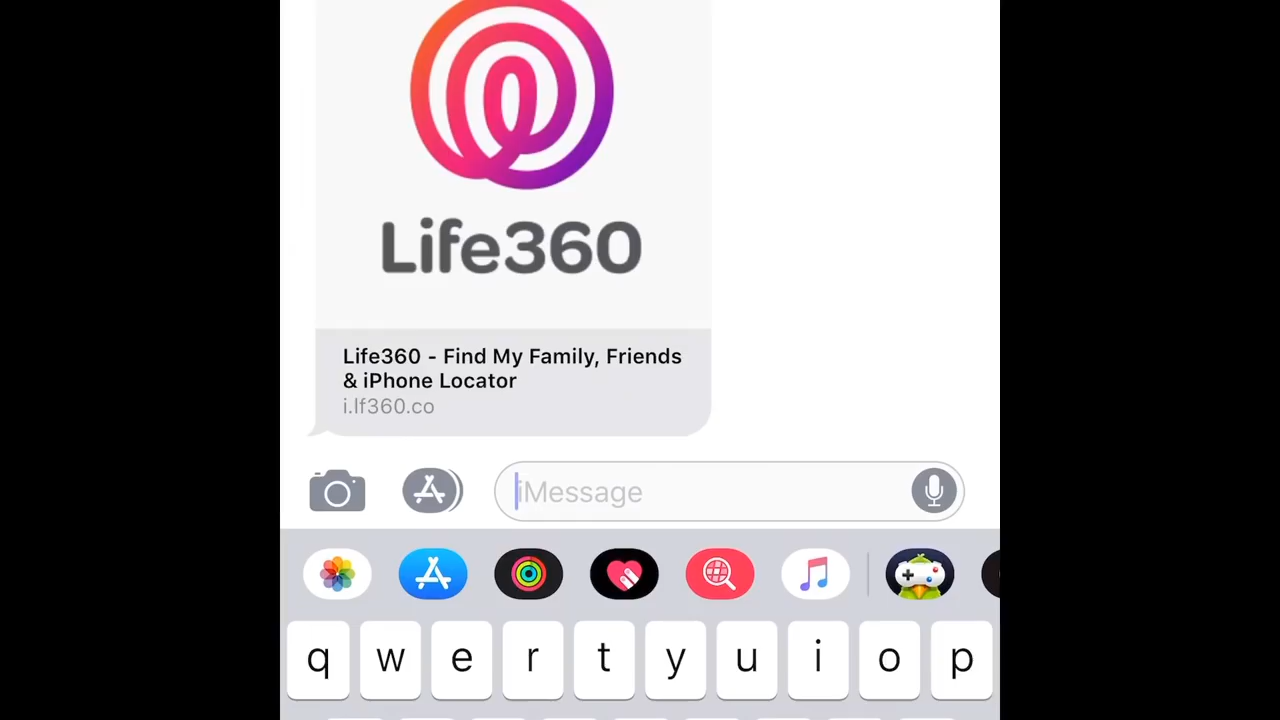 Life360
Life360 - Find My Family, Friends
& iPhone Locator
i.lf360.co
iMessage
q w e r t y u i o p